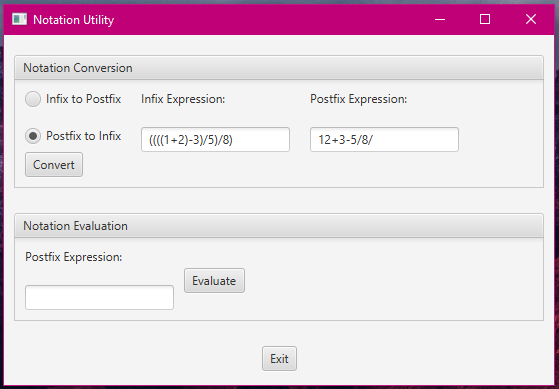 Notation Utility
Notation Conversion
Infix to Postfix
Infix Expression:
Postfix Expression:
Postfix to Infix
((((1+2)-3)/5)/8)
12+3-5/8/
Convert
Notation Evaluation
Postfix Expression:
Evaluate
Exit